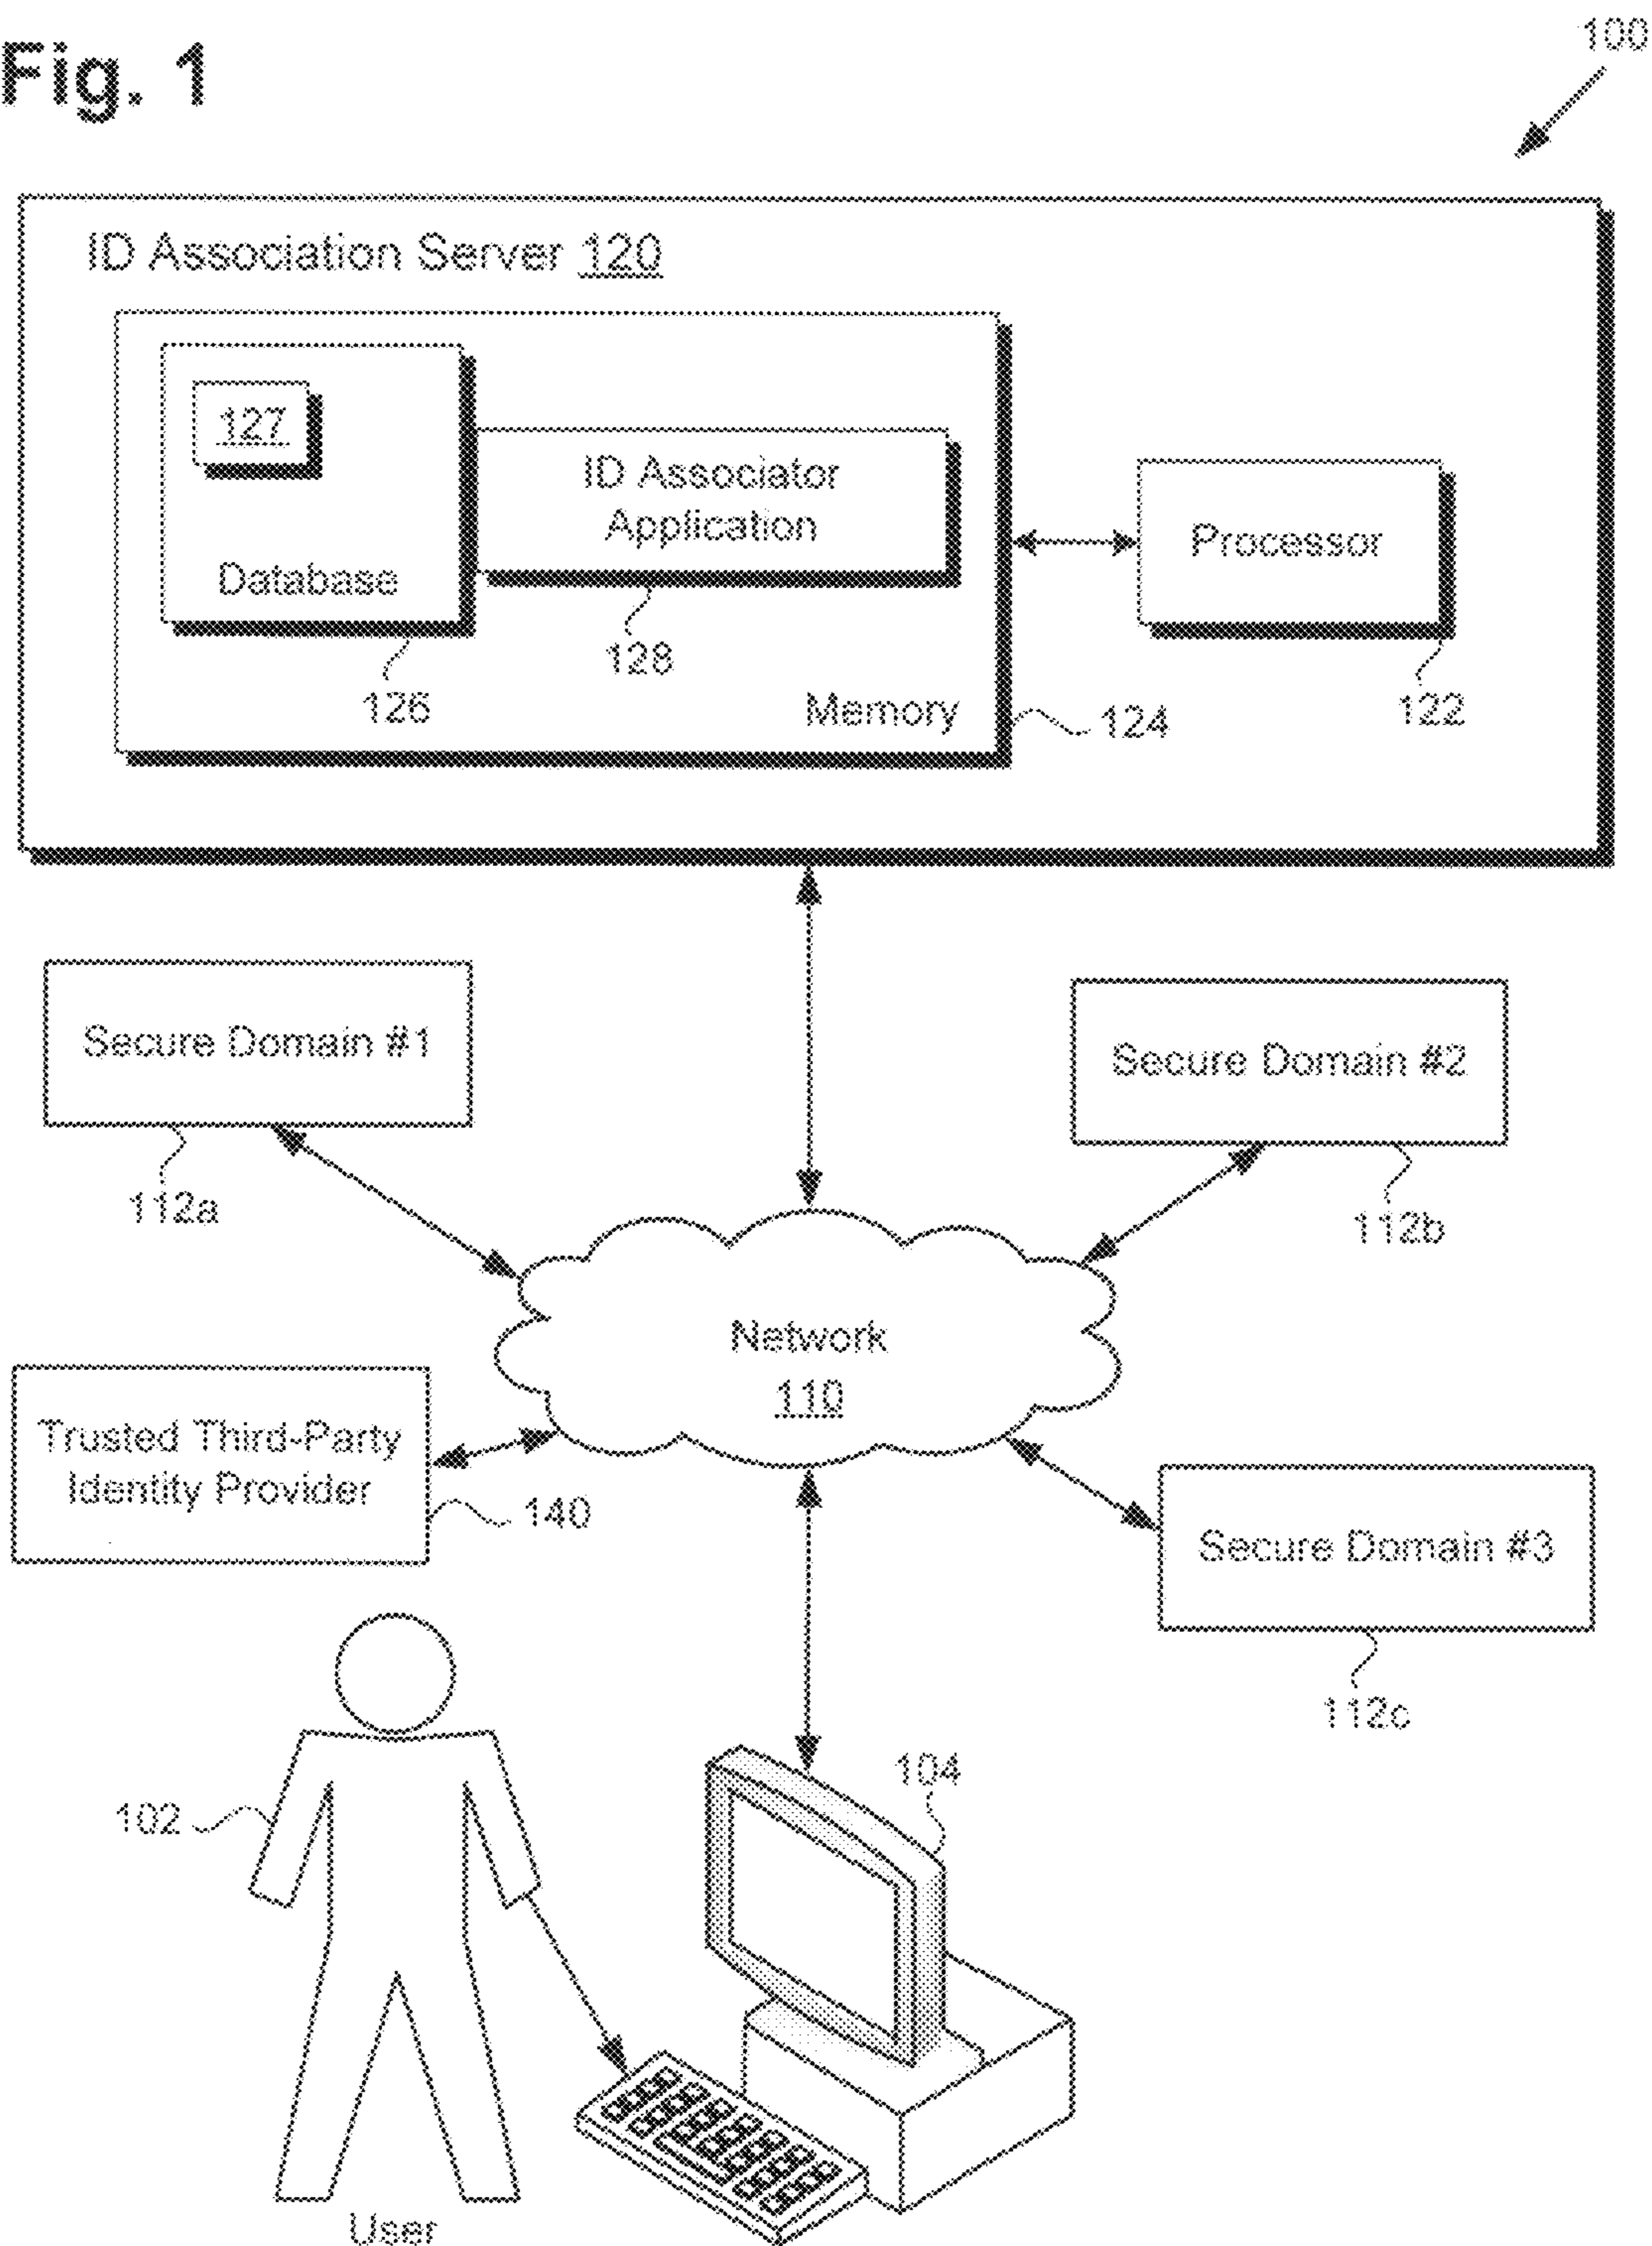 Fig. 1
100
ID Association Server 120
127
ID Associator
Application
Processor
Database
128
126
Memory
124
122
Secure Domain #1
Secure Domain #2
112a
112b
Network
110
Trusted Third-Party
Identity Provider
140
Secure Domain #3
112c
104
102
User